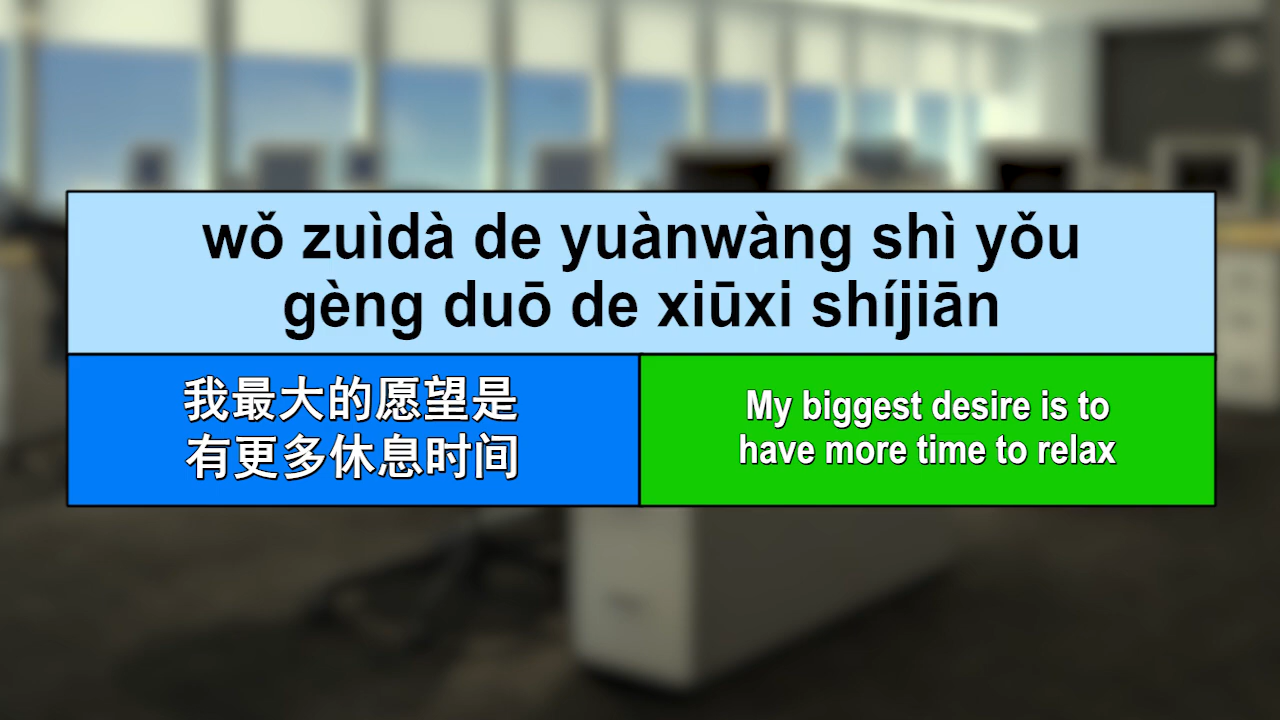 wǒ zuìdà de yuànwàng shì yǒu
gèng duō de xiūxi shíjiān
我最大的愿望是
有更多休息时间
My biggest desire is to
have more time to relax